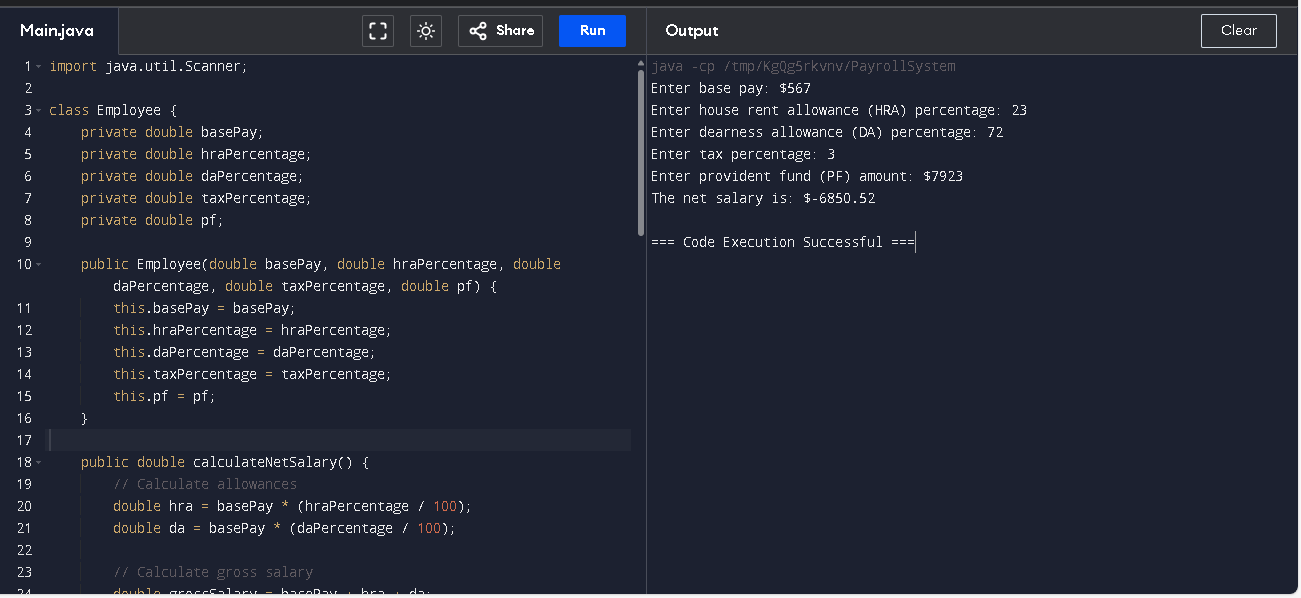 Main.java
Share
Run
Output
Clear
1 import java.util.Scanner;
2
3 class Employee {
4 private double basePay;
5 private double hraPercentage;
6 private double daPercentage;
7 private double taxPercentage;
8 private double pf;
9
10 public Employee(double basePay, double hraPercentage, double
daPercentage, double taxPercentage, double pf) {
11 this.basePay = basePay;
12 this.hraPercentage = hraPercentage;
13 this.daPercentage = daPercentage;
14 this.taxPercentage = taxPercentage;
15 this.pf = pf;
16 }
17
18 public double calculateNetSalary() {
19 // Calculate allowances
20 double hra = basePay * (hraPercentage / 100);
21 double da = basePay * (daPercentage / 100);
22
23 // Calculate gross salary
24 double grossSalary = basePay + hra + da;
java -cp /tmp/KgQg5rkvnv/PayrollSystem
Enter base pay: $567
Enter house rent allowance (HRA) percentage: 23
Enter dearness allowance (DA) percentage: 72
Enter tax percentage: 3
Enter provident fund (PF) amount: $7923
The net salary is: $-6850.52
=== Code Execution Successful ===